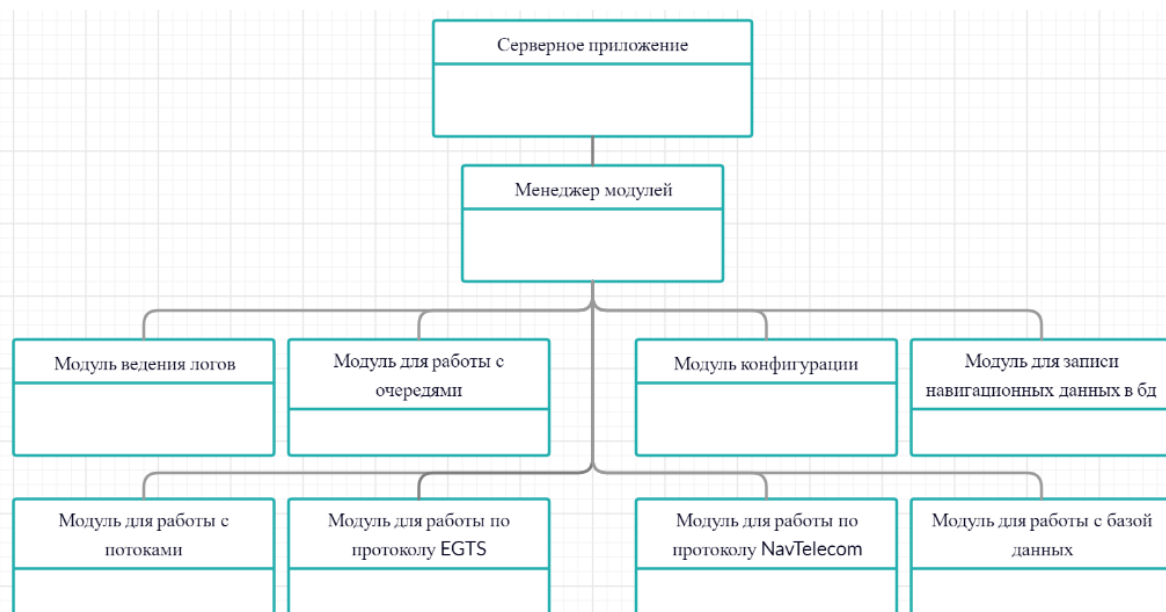 Серверное приложение
Менеджер модулей
Модуль ведения логов
Модуль для работы с
очередями
Модуль конфигурации
Модуль для записи
навигационных данных в бд
Модуль для работы с
потоками
Модуль для работы по
протоколу EGTS
Модуль для работы по
протоколу NavTelecom
Модуль для работы с базой
данных